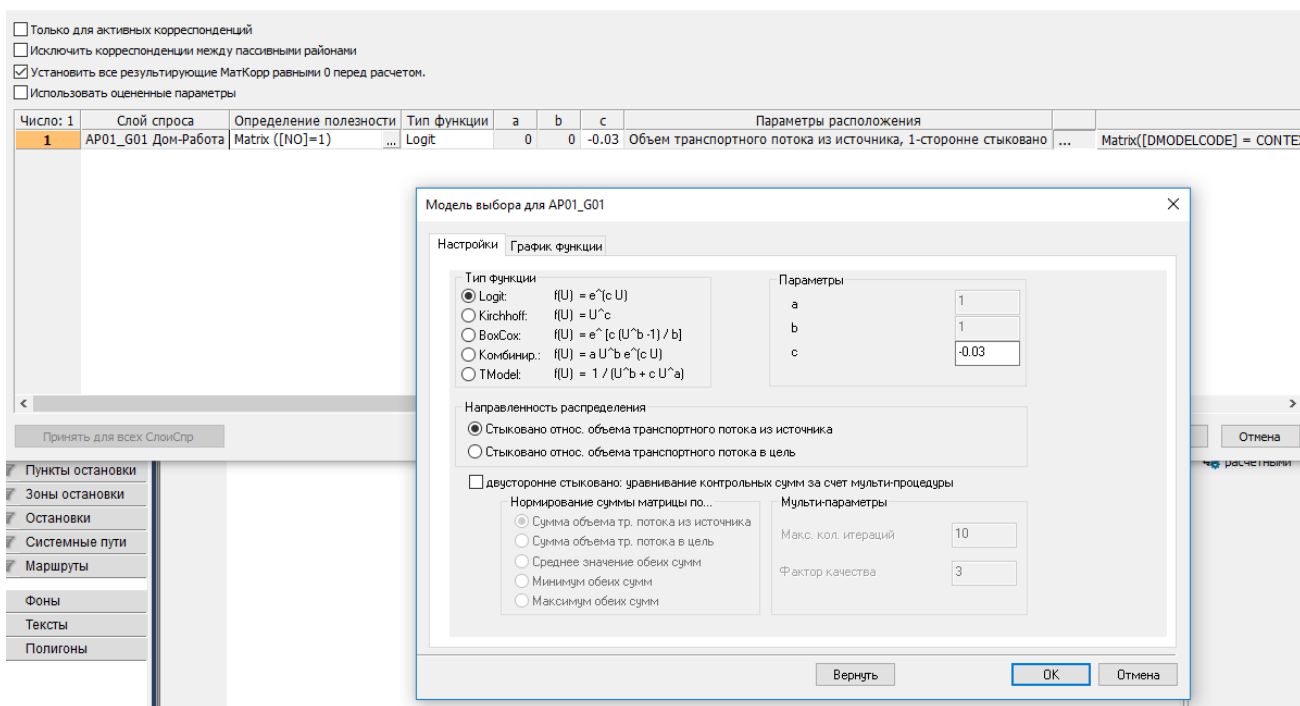 Только для активных корреспонденций
Исключить корреспонденции между пассивными районами
Установить все результирующие МатКорр равными 0 перед расчетом.
Использовать оцененные параметры
Число: 1 Слой спроса Определение полезности Тип функции a b c Параметры расположения
1 AP01_G01 Дом-Работа Matrix ([NO]=1) ... Logit 0 0 -0.03 Объем транспортного потока из источника, 1-сторонне стыковано ... Matrix([DMODELCODE] = CONTEX
Модель выбора для AP01_G01
Настройки График функции
Тип функции
Logit: f(U) = e^(c U)
Kirchhoff: f(U) = U^c
BoxCox: f(U) = e^ [c (U^b -1) / b]
Комбинир.: f(U) = a U^b e^(c U)
TModel: f(U) = 1 / (U^b + c U^a)
Параметры
a 1
b 1
c -0.03
Направленность распределения
Стыковано относ. объема транспортного потока из источника
Стыковано относ. объема транспортного потока в цель
двусторонне стыковано: уравнивание контрольных сумм за счет мульти-процедуры
Нормирование суммы матрицы по...
Сумма объема тр. потока из источника
Сумма объема тр. потока в цель
Среднее значение обеих сумм
Минимум обеих сумм
Максимум обеих сумм
Мульти-параметры
Макс. кол. итераций 10
Фактор качества 3
Вернуть OK Отмена
Принять для всех СлоиСпр
Отмена
расчетными
Пункты остановки
Зоны остановки
Остановки
Системные пути
Маршруты
Фоны
Тексты
Полигоны